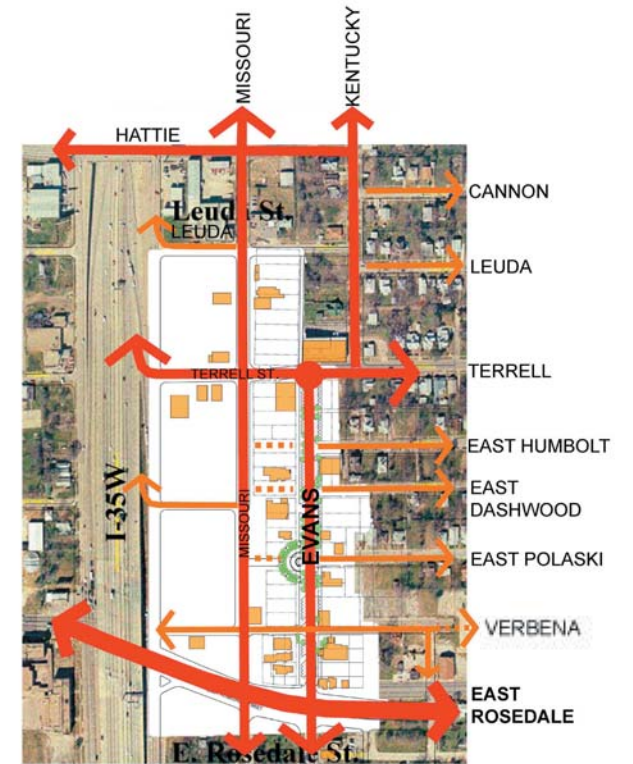 MISSOURI
KENTUCKY
HATTIE
CANNON
Leuda St.
LEUDA
LEUDA
TERRELL ST.
TERRELL
EAST HUMBOLT
EAST
DASHWOOD
I-35W
MISSOURI
EVANS
EAST POLASKI
VERBENA
EAST
ROSEDALE
E. Rosedale St.